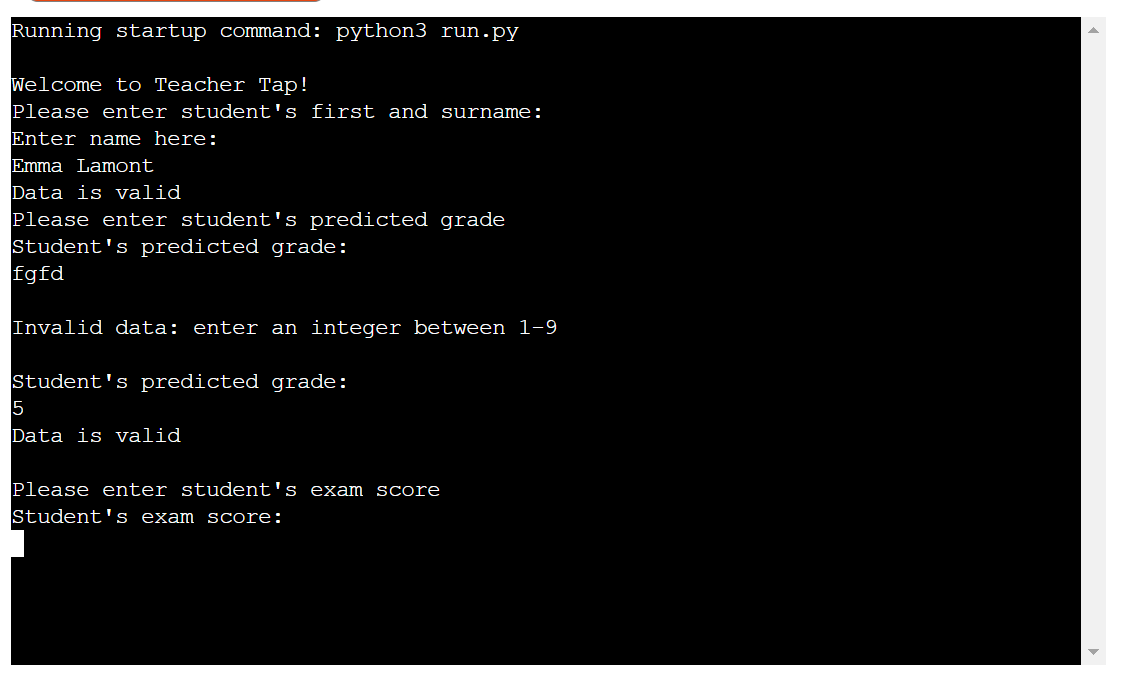 Running startup command: python3 run.py
Welcome to Teacher Tap!
Please enter student's first and surname:
Enter name here:
Emma Lamont
Data is valid
Please enter student's predicted grade
Student's predicted grade:
fgfd
Invalid data: enter an integer between 1-9
Student's predicted grade:
5
Data is valid
Please enter student's exam score
Student's exam score: